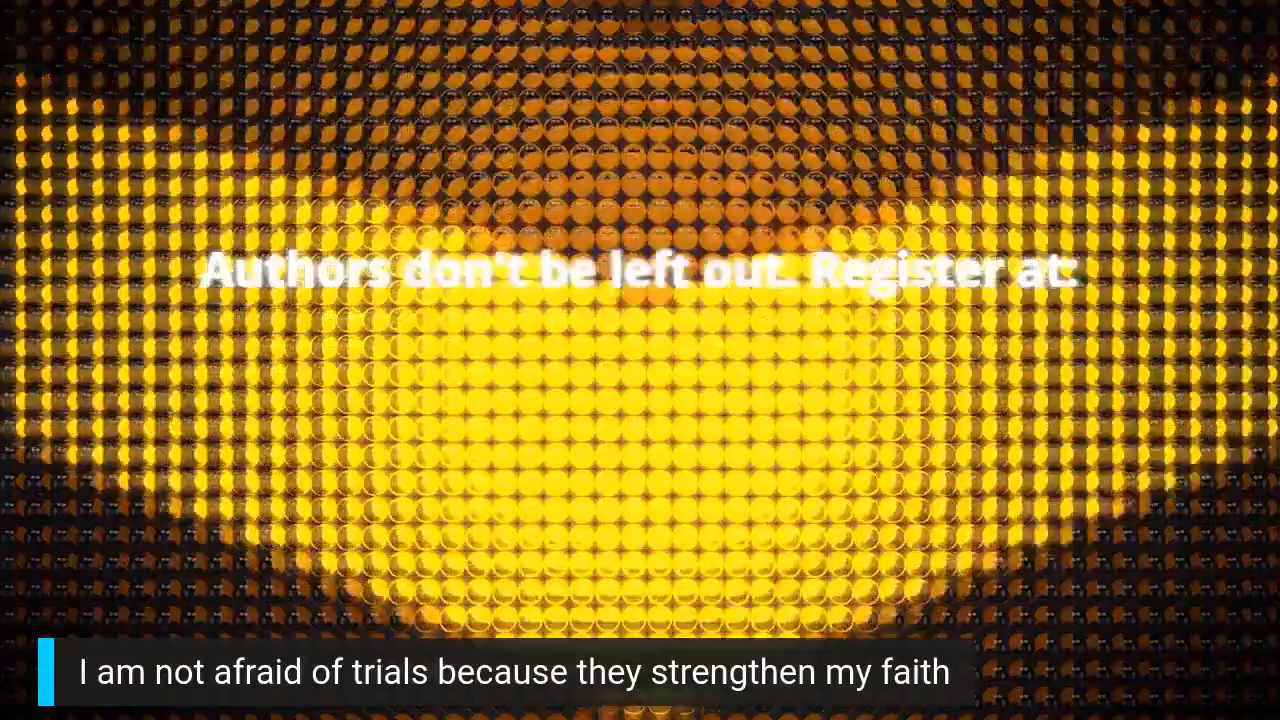 Authors don't be left out. Register at:
I am not afraid of trials because they strengthen my faith